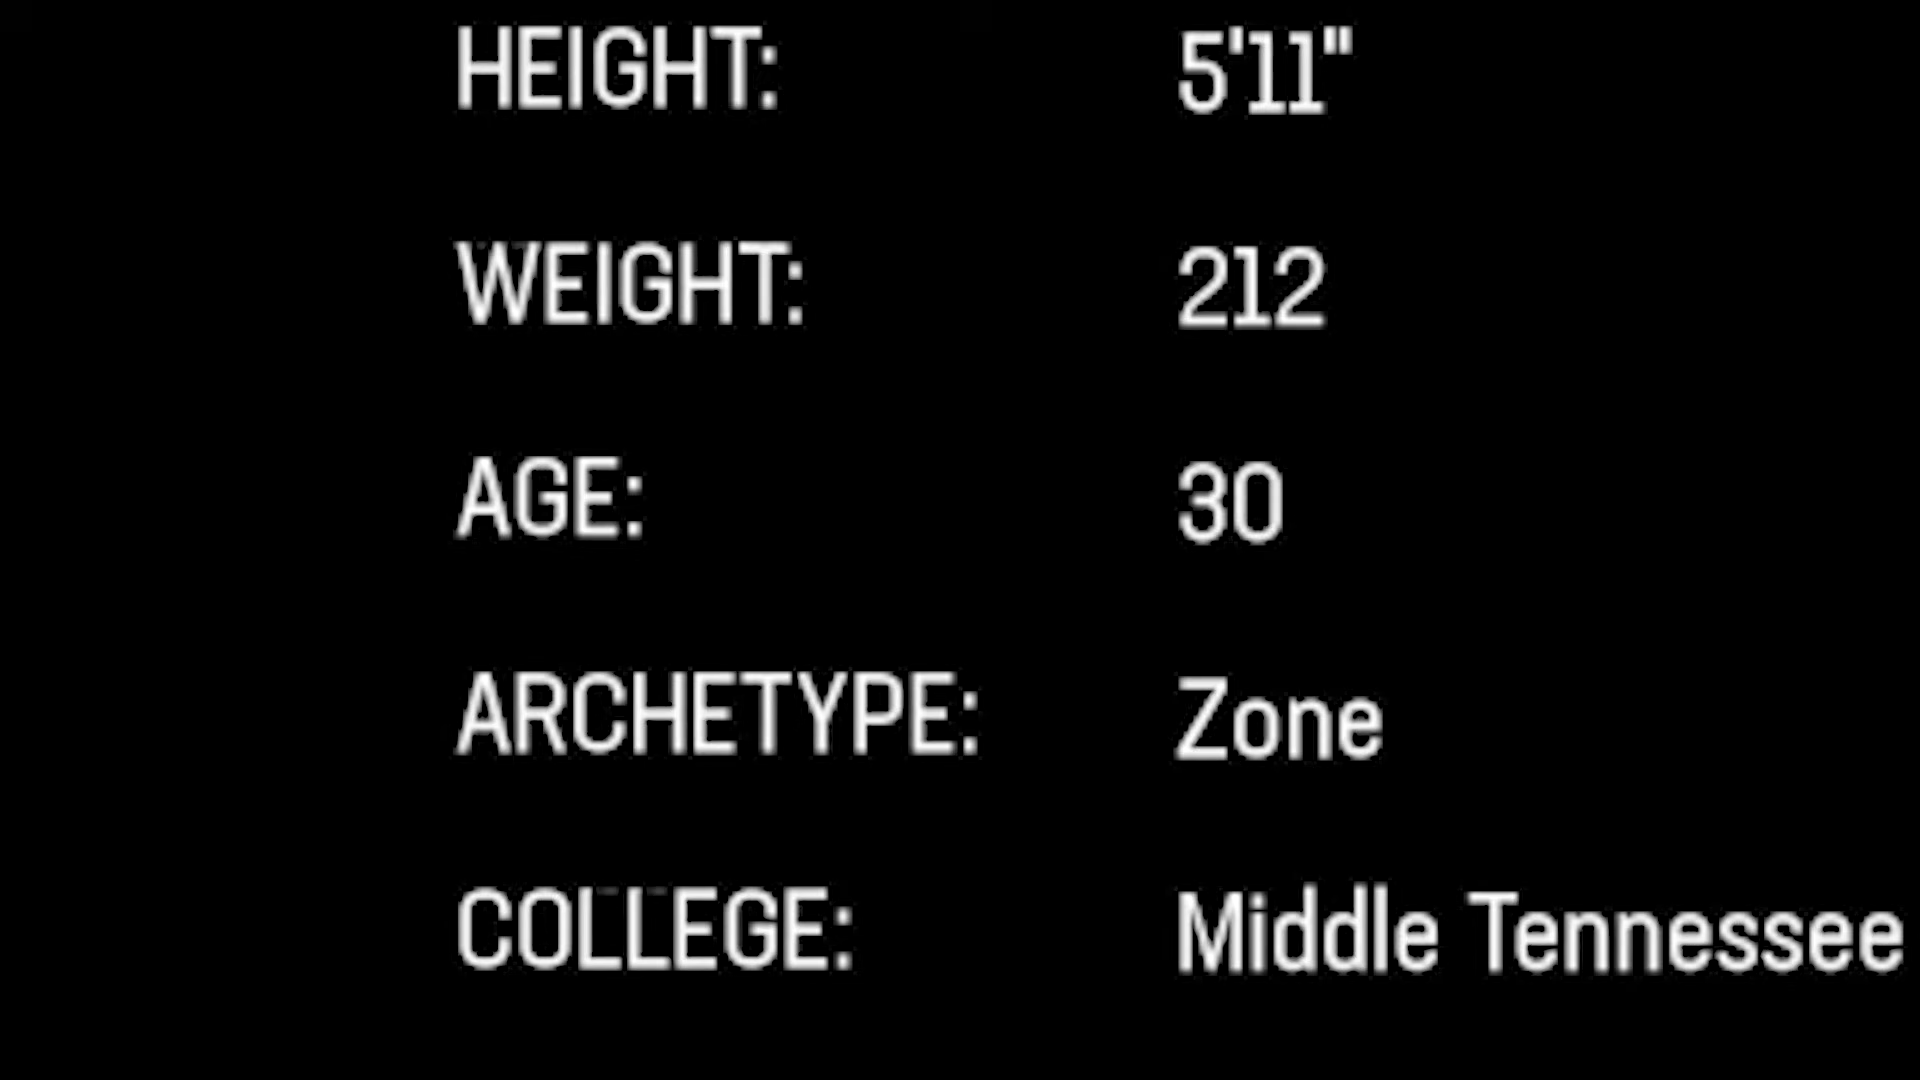 HEIGHT: 5'11"
WEIGHT: 212
AGE: 30
ARCHETYPE: Zone
COLLEGE: Middle Tennessee